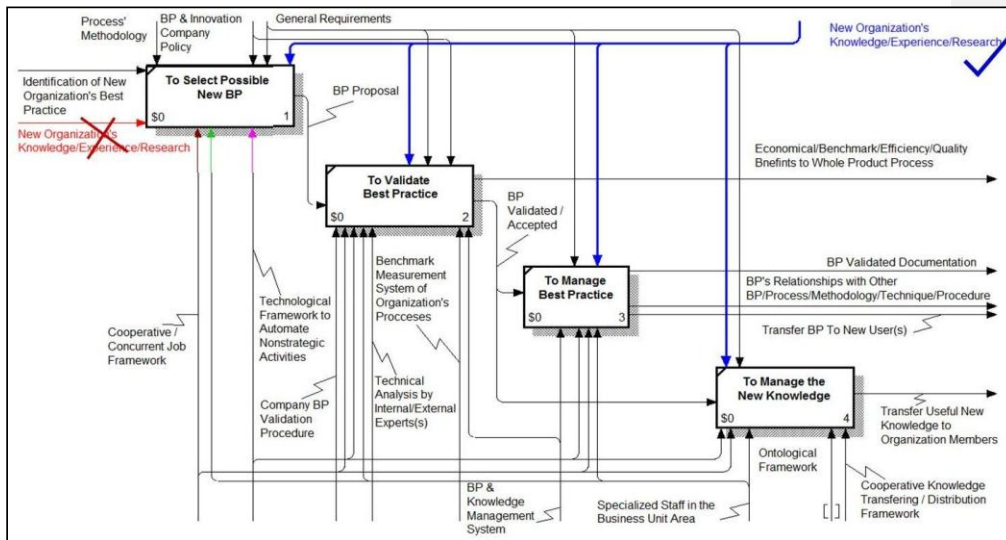 Process'
Methodology
BP & Innovation
Company
Policy
General Requirements
New Organization's
Knowledge/Experience/Research
Identification of New
Organization's Best
Practice
To Select Possible
New BP
$0
1
New Organization's
Knowledge/Experience/Research
BP Proposal
Economical/Benchmark/Efficiency/Quality
Bnefints to Whole Product Process
To Validate
Best Practice
$0
2
BP
Validated /
Accepted
Benchmark
Measurement
System of
Organization's
Procceses
Technological
Framework to
Automate
Nonstrategic
Activities
Cooperative /
Concurrent Job
Framework
To Manage
Best Practice
$0
3
BP Validated Documentation
BP's Relationships with Other
BP/Process/Methodology/Technique/Procedure
Transfer BP To New User(s)
Company BP
Validation
Procedure
Technical
Analysis by
Internal/External
Experts(s)
To Manage the
New Knowledge
$0
4
Transfer Useful New
Knowledge to
Organization Members
Ontological
Framework
BP &
Knowledge
Management
System
Specialized Staff in the
Business Unit Area
Cooperative Knowledge
Transfering / Distribution
Framework